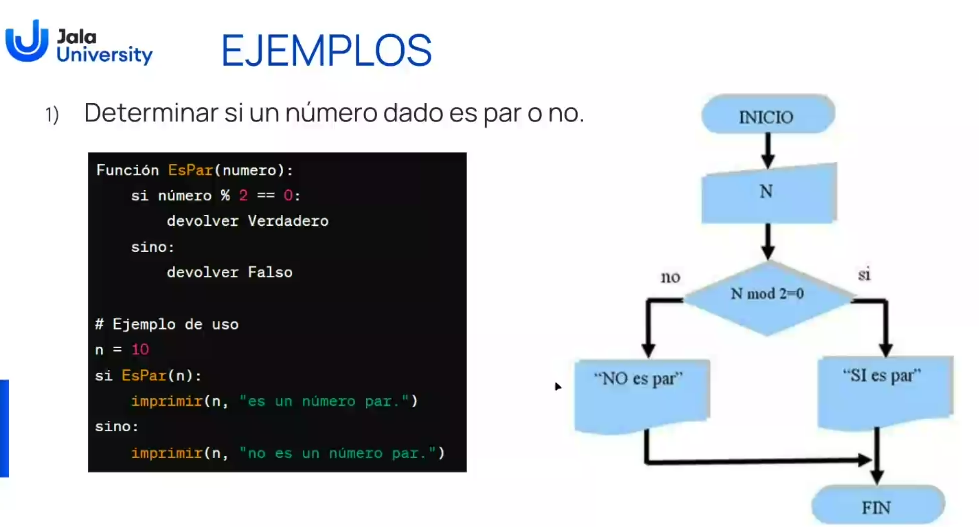 Jala
University
EJEMPLOS
1) Determinar si un número dado es par o no.
Función EsPar(numero):
    si número % 2 == 0:
        devolver Verdadero
    sino:
        devolver Falso
# Ejemplo de uso
n = 10
si EsPar(n):
    imprimir(n, "es un número par.")
sino:
    imprimir(n, "no es un número par.")
INICIO
N
N mod 2=0
no
si
“NO es par”
“SI es par”
FIN